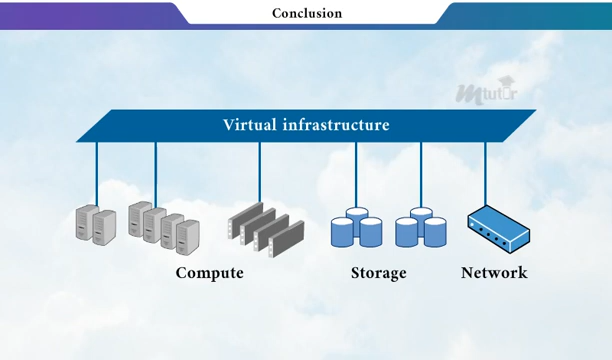 Conclusion
Mtutor
Virtual infrastructure
Compute
Storage
Network